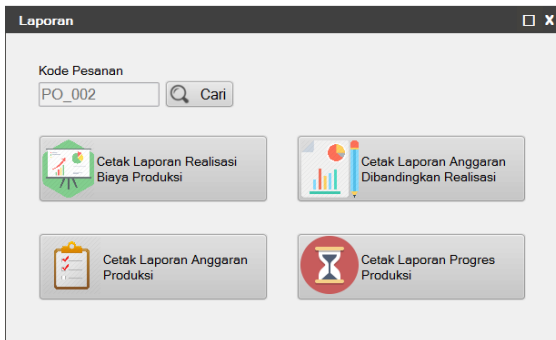 Laporan
Kode Pesanan
PO_002
Cari
Cetak Laporan Realisasi
Biaya Produksi
Cetak Laporan Anggaran
Dibandingkan Realisasi
Cetak Laporan Anggaran
Produksi
Cetak Laporan Progres
Produksi